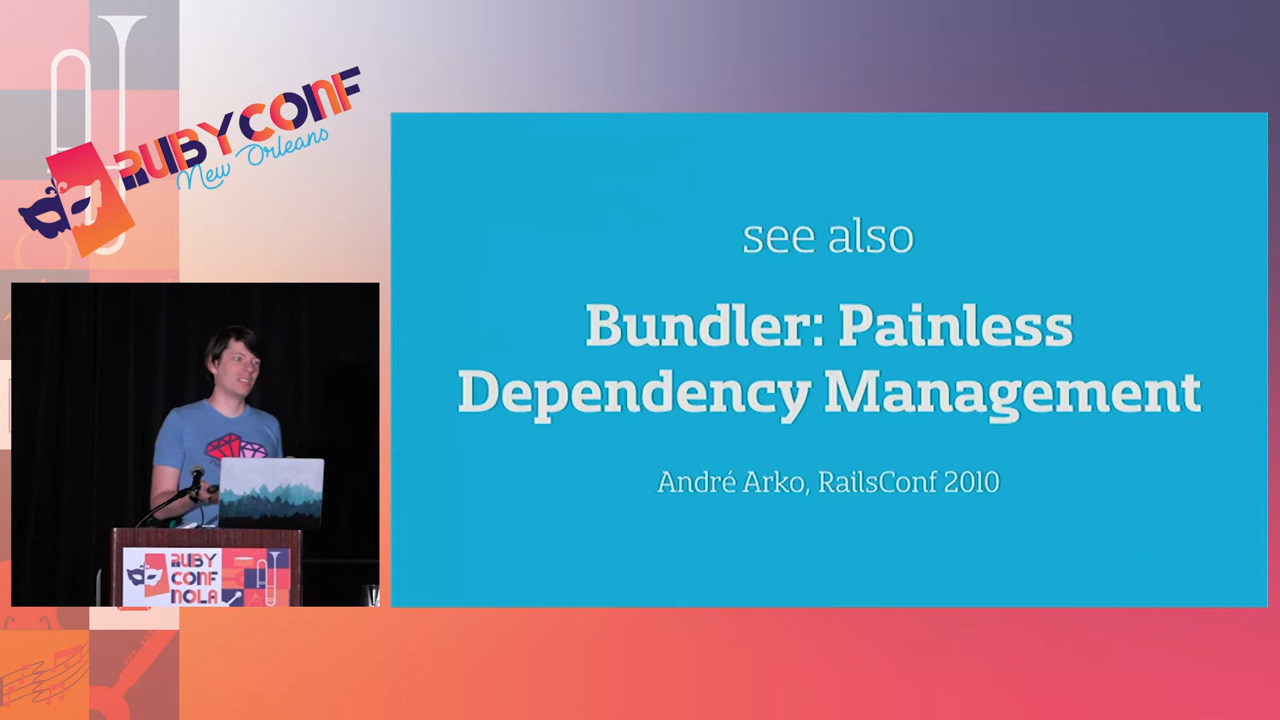 RUBYCONF
New Orleans
see also
Bundler: Painless
Dependency Management
André Arko, RailsConf 2010
RUBY
CONF
NOLA